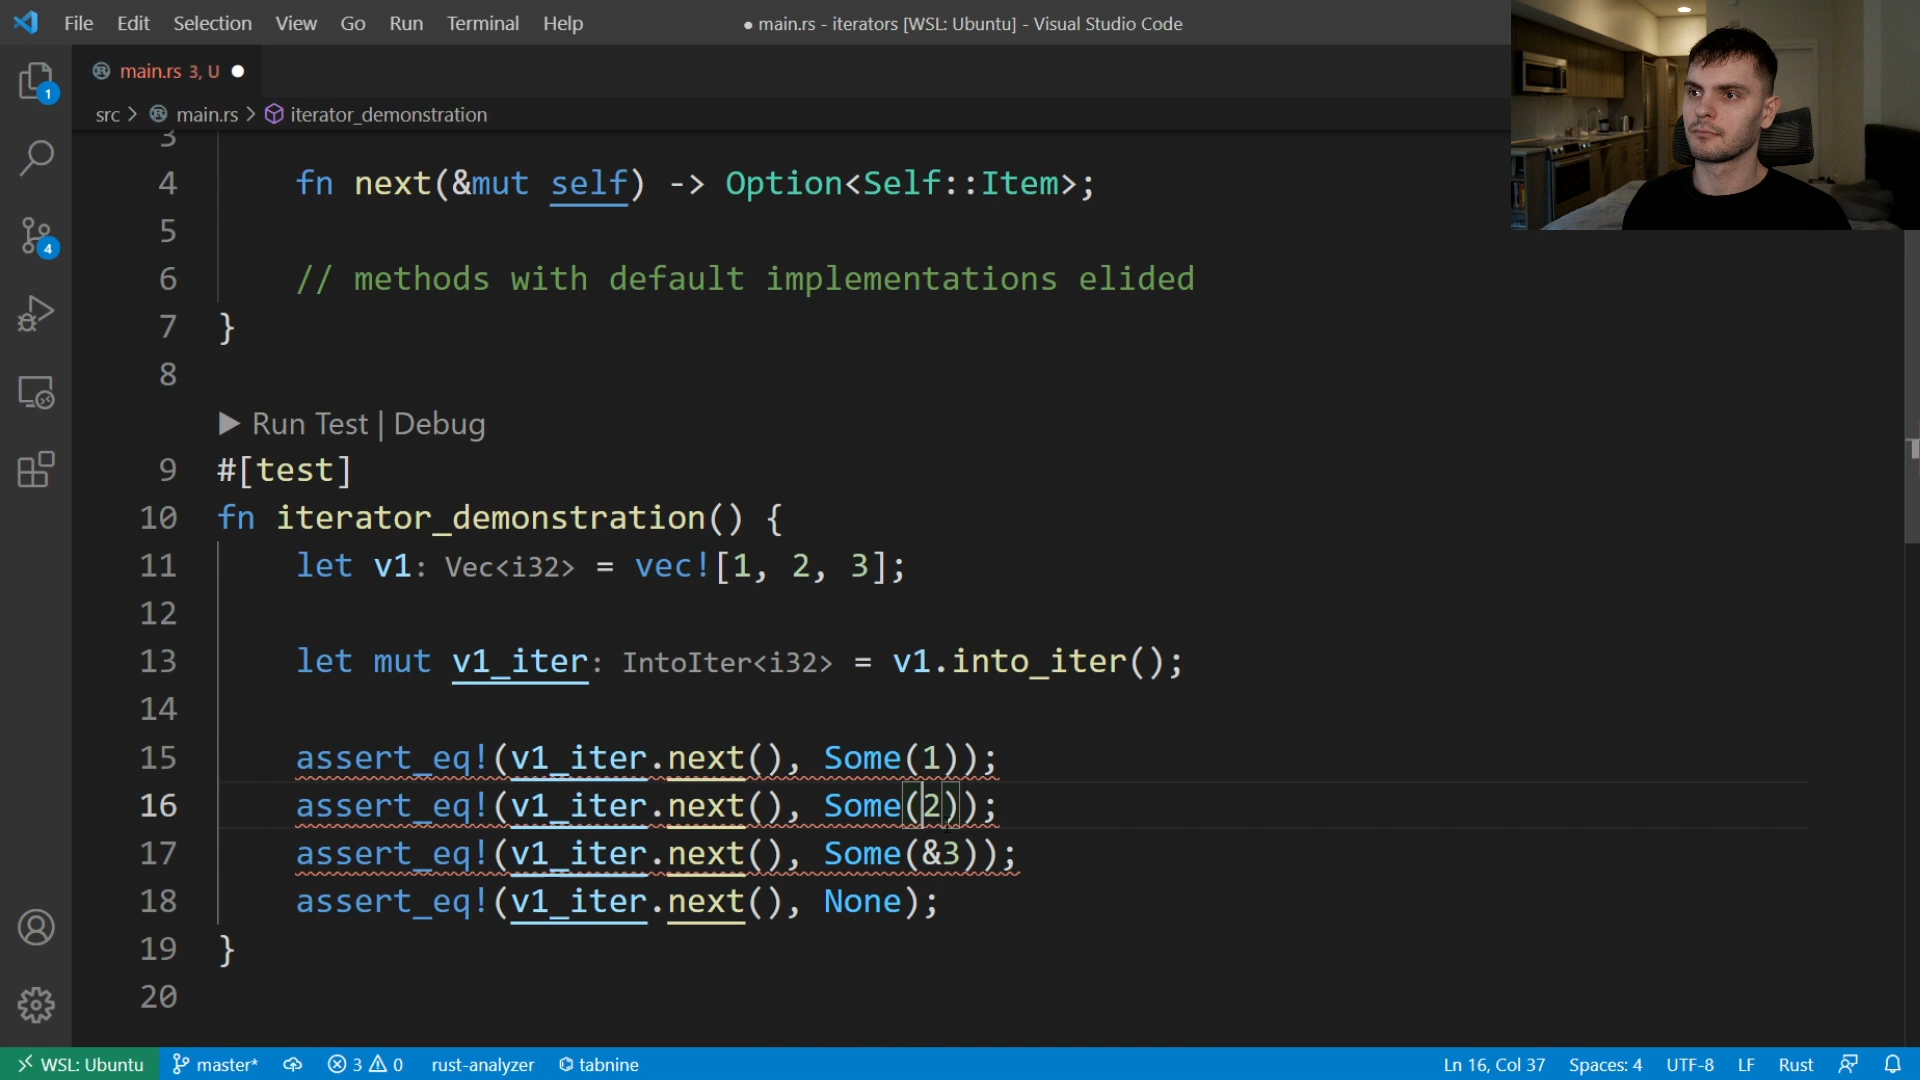 File Edit Selection View Go Run Terminal Help ● main.rs - iterators [WSL: Ubuntu] - Visual Studio Code
main.rs 3, U ●
src > main.rs > iterator_demonstration
1
4
3
4 fn next(&mut self) -> Option<Self::Item>;
5
6 // methods with default implementations elided
7 }
8
▶ Run Test | Debug
9 #[test]
10 fn iterator_demonstration() {
11 let v1: Vec<i32> = vec![1, 2, 3];
12
13 let mut v1_iter: IntoIter<i32> = v1.into_iter();
14
15 assert_eq!(v1_iter.next(), Some(1));
16 assert_eq!(v1_iter.next(), Some(2));
17 assert_eq!(v1_iter.next(), Some(&3));
18 assert_eq!(v1_iter.next(), None);
19 }
20
WSL: Ubuntu master* 3 0 rust-analyzer tabnine Ln 16, Col 37 Spaces: 4 UTF-8 LF Rust